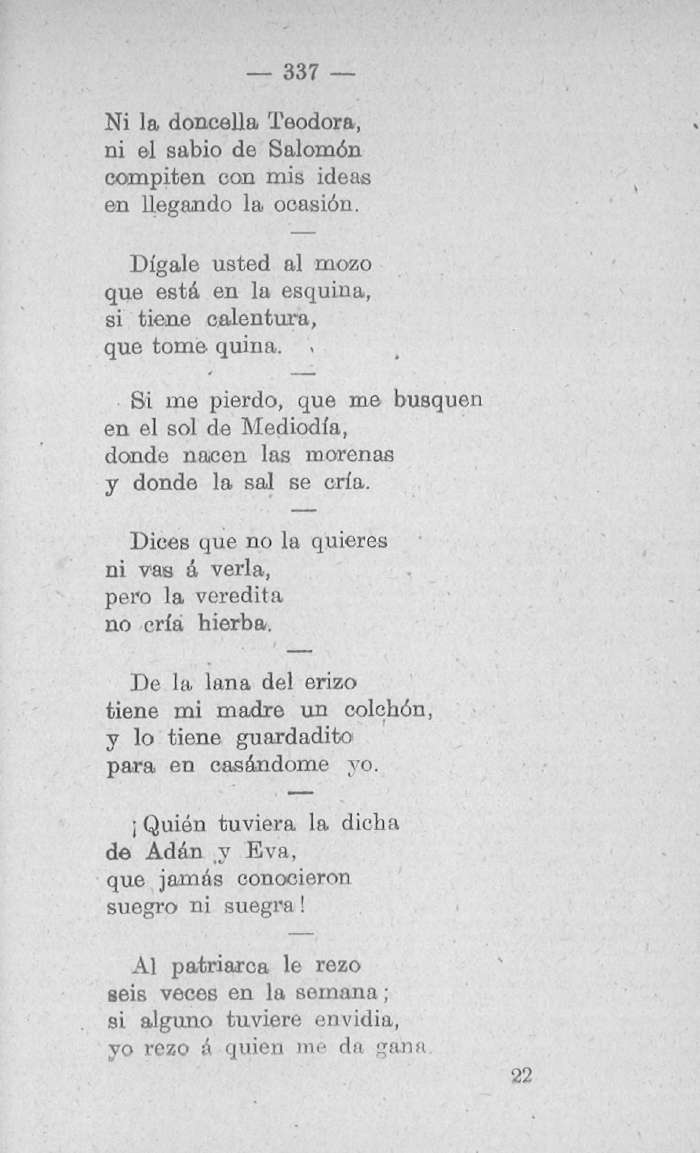 — 337 —
Ni la doncella Teodora,
ni el sabio de Salomón
compiten con mis ideas
en llegando la ocasión.
—
Dígale usted al mozo
que está en la esquina,
si tiene calentura,
que tome quina.
—
Si me pierdo, que me busquen
en el sol de Mediodía,
donde nacen las morenas
y donde la sal se cría.
—
Dices que no la quieres
ni vas á verla,
pero la veredita
no cría hierba.
—
De la lana del erizo
tiene mi madre un colchón,
y lo tiene guardadito
para en casándome yo.
—
¡Quién tuviera la dicha
de Adán y Eva,
que jamás conocieron
suegro ni suegra!
—
Al patriarca le rezo
seis veces en la semana;
si alguno tuviere envidia,
yo rezo á quien me da gana
22